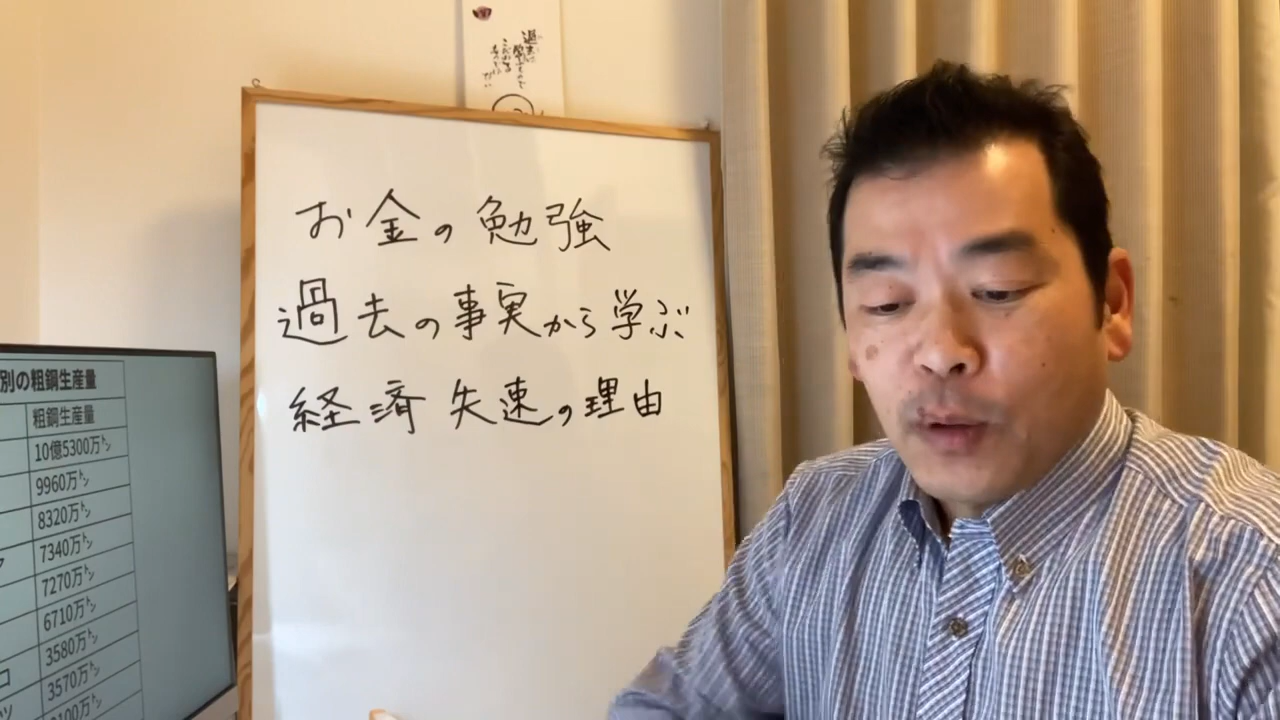 お金の勉強
過去の事実から学ぶ
経済失速の理由
別の粗鋼生産量
粗鋼生産量
10億5300万㌧
9960万㌧
8320万㌧
7340万㌧
7270万㌧
6710万㌧
3580万㌧
3570万㌧